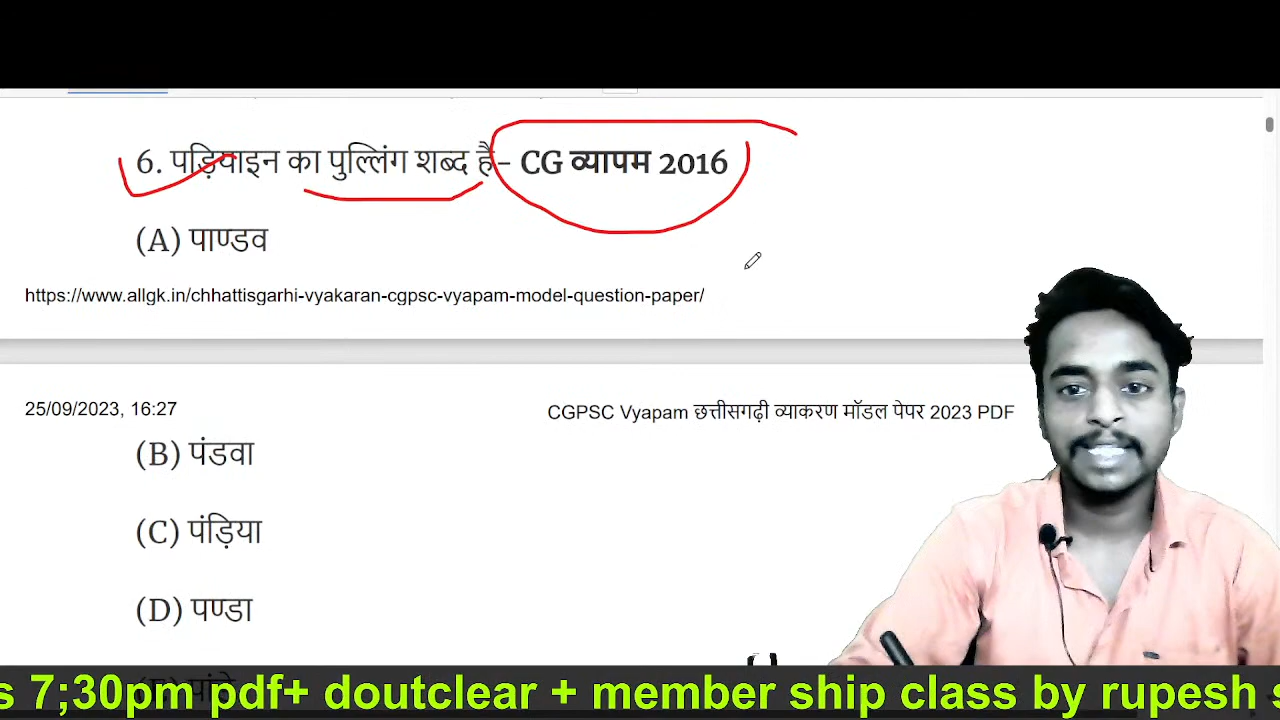 6. पड़ियाइन का पुल्लिंग शब्द है- CG व्यापम 2016
(A) पाण्डव
https://www.allgk.in/chhattisgarhi-vyakaran-cgpsc-vyapam-model-question-paper/
25/09/2023, 16:27
CGPSC Vyapam छत्तीसगढ़ी व्याकरण मॉडल पेपर 2023 PDF
(B) पंडवा
(C) पंड़िया
(D) पण्डा
s 7;30pm pdf+ doutclear + member ship class by rupesh